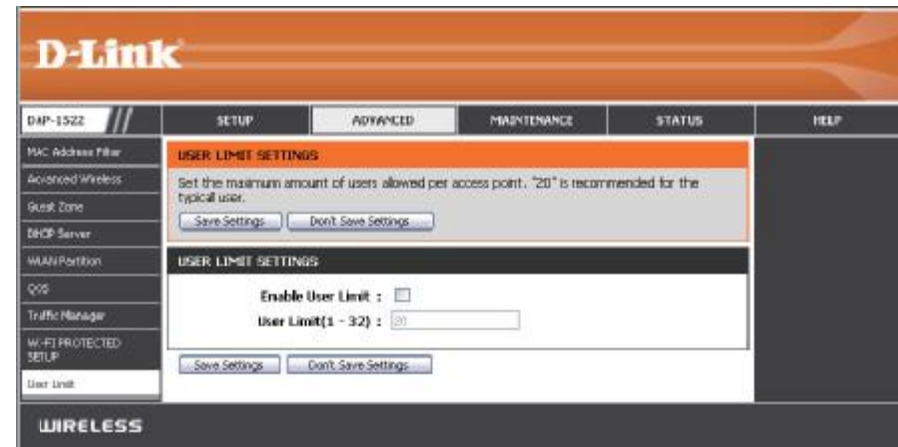 D-Link
DAP-1522
SETUP
ADVANCED
MAINTENANCE
STATUS
HELP
MAC Address Filter
Advanced Wireless
Guest Zone
DHCP Server
WLAN Partition
QOS
Traffic Manager
WI-FI PROTECTED
SETUP
User Limit
USER LIMIT SETTINGS
Set the maximum amount of users allowed per access point. "20" is recommended for the
typical user.
Save Settings
Don't Save Settings
USER LIMIT SETTINGS
Enable User Limit :
User Limit(1 - 32) : 20
Save Settings
Don't Save Settings
WIRELESS